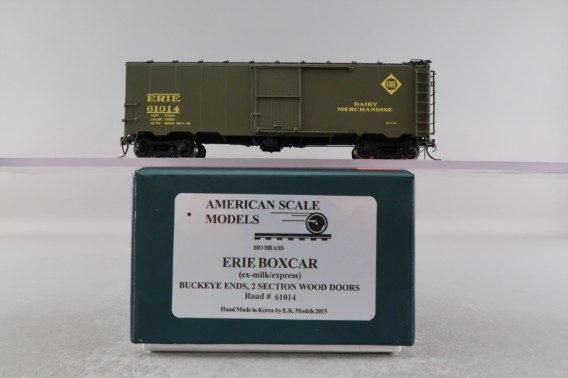 ERIE
61014
ERIE
DAIRY
MERCHANDISE
AMERICAN SCALE
MODELS
HO BRASS
ERIE BOXCAR
(ex-milk/express)
BUCKEYE ENDS, 2 SECTION WOOD DOORS
Road # 61014
Hand Made in Korea by E.K. Models 2015